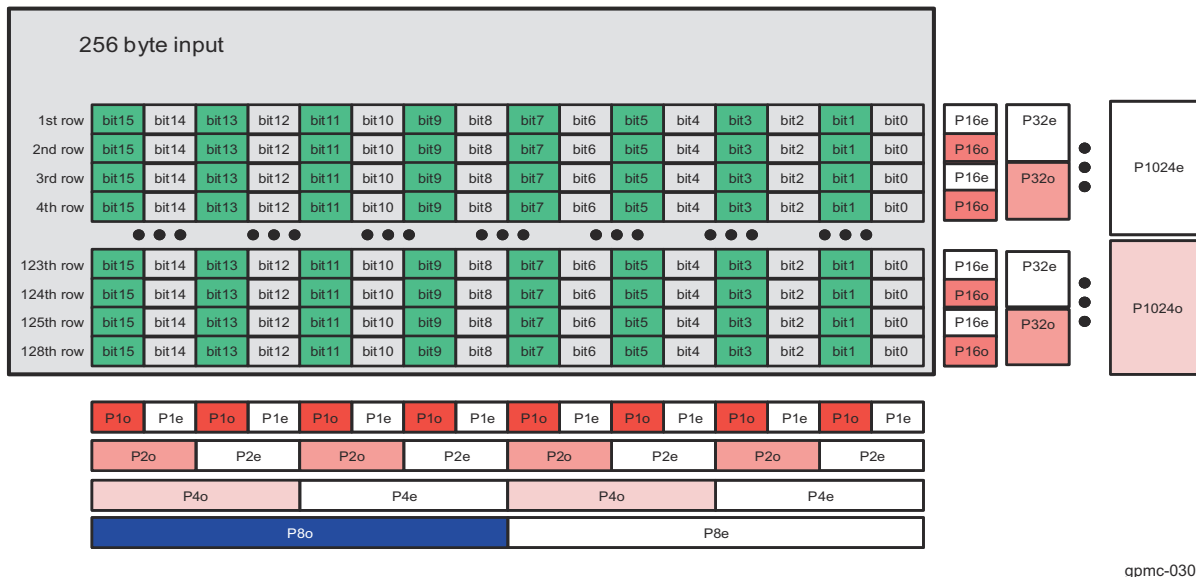 256 byte input
1st row bit15 bit14 bit13 bit12 bit11 bit10 bit9 bit8 bit7 bit6 bit5 bit4 bit3 bit2 bit1 bit0 P16e P32e
2nd row bit15 bit14 bit13 bit12 bit11 bit10 bit9 bit8 bit7 bit6 bit5 bit4 bit3 bit2 bit1 bit0 P16o
P1024e
3rd row bit15 bit14 bit13 bit12 bit11 bit10 bit9 bit8 bit7 bit6 bit5 bit4 bit3 bit2 bit1 bit0 P16e P32o
4th row bit15 bit14 bit13 bit12 bit11 bit10 bit9 bit8 bit7 bit6 bit5 bit4 bit3 bit2 bit1 bit0 P16o
123th row bit15 bit14 bit13 bit12 bit11 bit10 bit9 bit8 bit7 bit6 bit5 bit4 bit3 bit2 bit1 bit0 P16e P32e
124th row bit15 bit14 bit13 bit12 bit11 bit10 bit9 bit8 bit7 bit6 bit5 bit4 bit3 bit2 bit1 bit0 P16o
P1024o
125th row bit15 bit14 bit13 bit12 bit11 bit10 bit9 bit8 bit7 bit6 bit5 bit4 bit3 bit2 bit1 bit0 P16e P32o
128th row bit15 bit14 bit13 bit12 bit11 bit10 bit9 bit8 bit7 bit6 bit5 bit4 bit3 bit2 bit1 bit0 P16o
P1o P1e P1o P1e P1o P1e P1o P1e P1o P1e P1o P1e P1o P1e P1o P1e
P2o P2e P2o P2e P2o P2e P2o P2e
P4o P4e P4o P4e
P8o P8e
gpmc-030